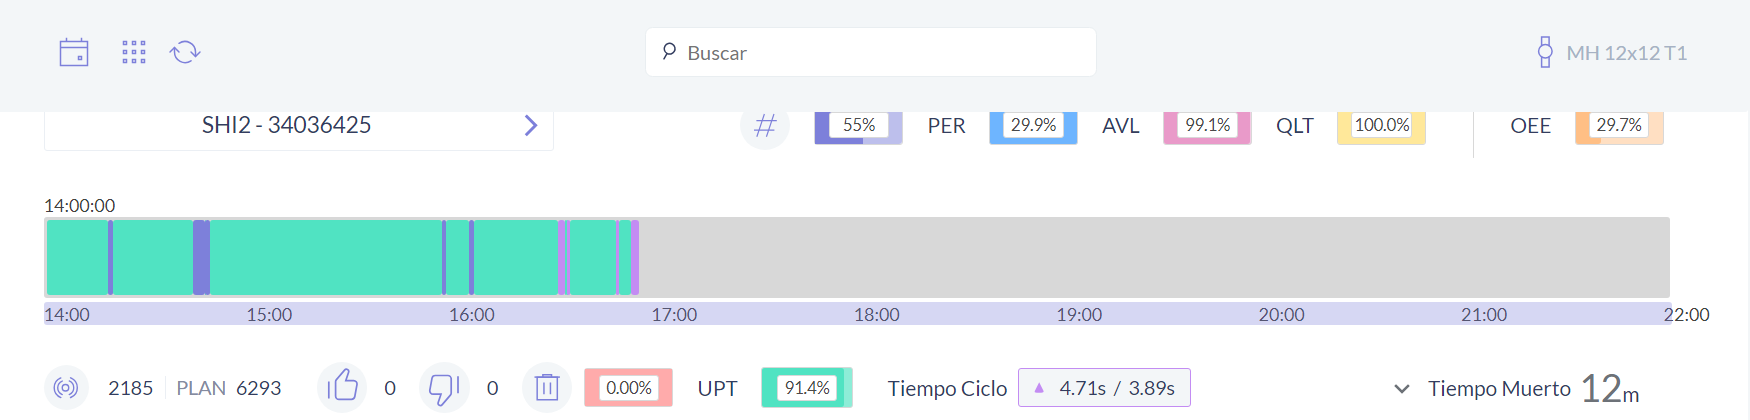 Buscar
MH 12x12 T1
SHI2 - 34036425
# 55% PER 29.9% AVL 99.1% QLT 100.0% OEE 29.7%
14:00:00
14:00 15:00 16:00 17:00 18:00 19:00 20:00 21:00 22:00
2185 PLAN 6293 0 0 0.00% UPT 91.4% Tiempo Ciclo 4.71s / 3.89s Tiempo Muerto 12m